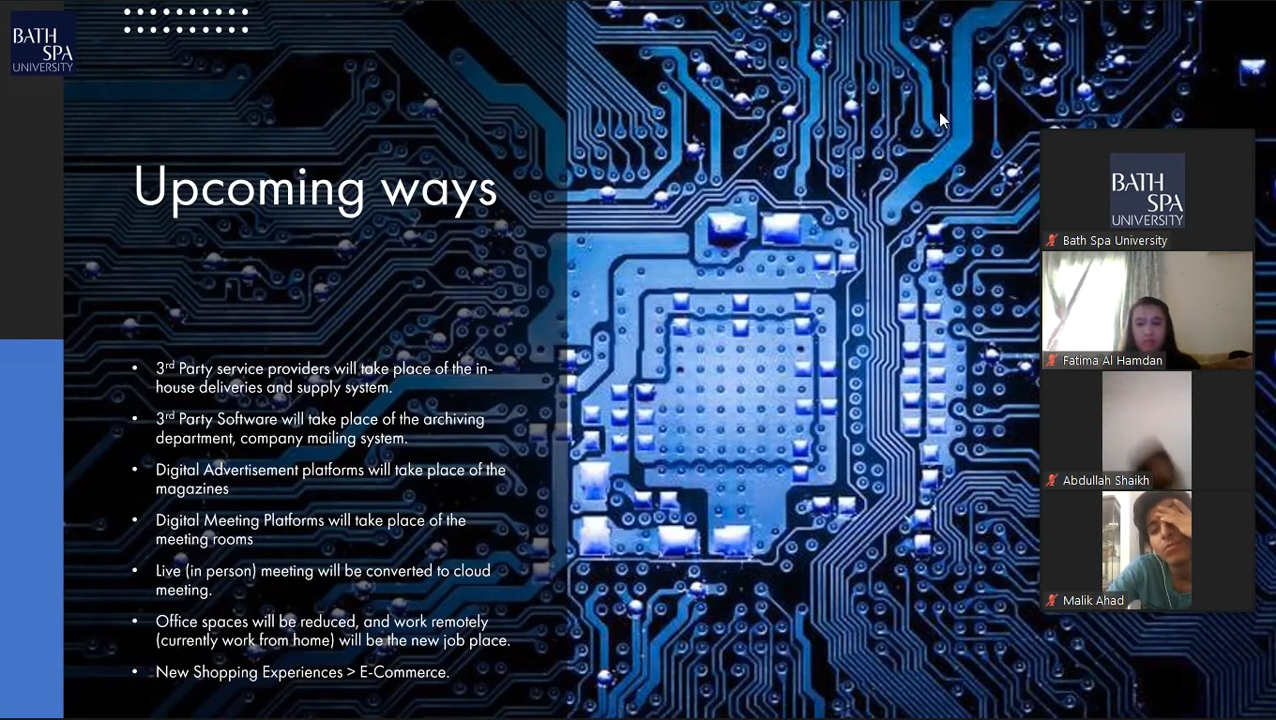 BATH
SPA
UNIVERSITY
Upcoming ways
• 3rd Party service providers will take place of the in-
house deliveries and supply system.
• 3rd Party Software will take place of the archiving
department, company mailing system.
• Digital Advertisement platforms will take place of the
magazines
• Digital Meeting Platforms will take place of the
meeting rooms
• Live (in person) meeting will be converted to cloud
meeting.
• Office spaces will be reduced, and work remotely
(currently work from home) will be the new job place.
• New Shopping Experiences > E-Commerce.
BATH
SPA
UNIVERSITY
Bath Spa University
Fatima Al Hamdan
Abdullah Shaikh
Malik Ahad